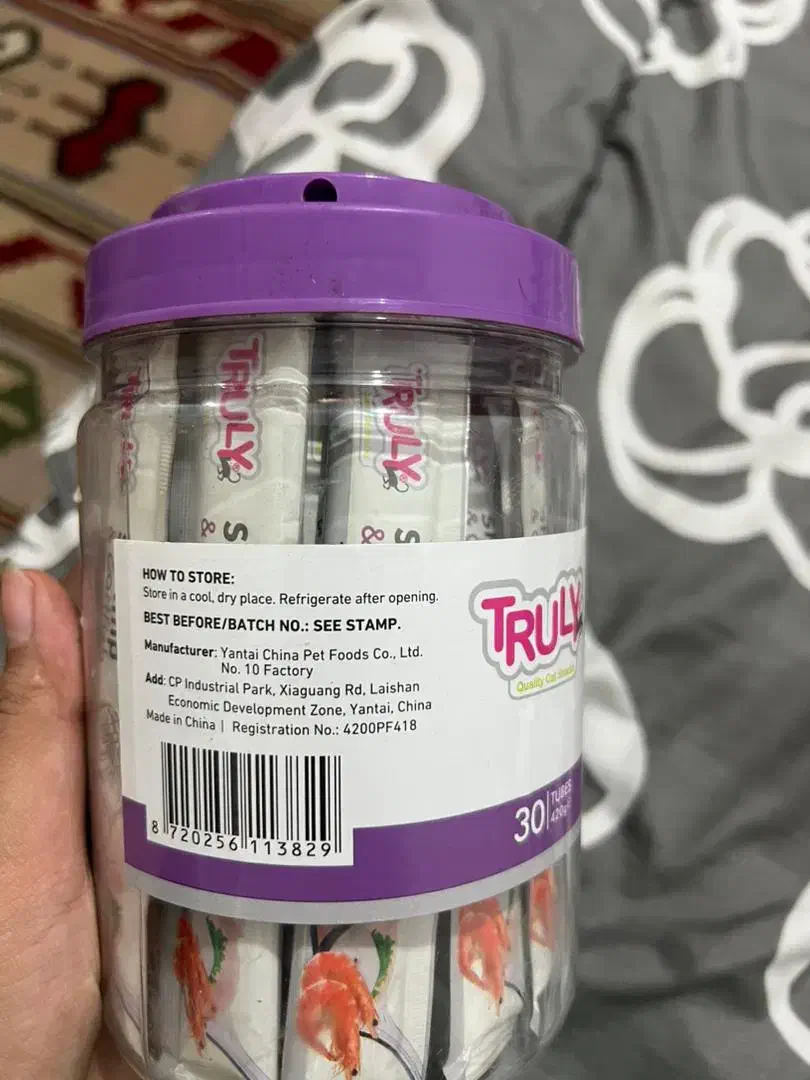 TRULY
TRULY
S
&
S
&
HOW TO STORE:
Store in a cool, dry place. Refrigerate after opening.
BEST BEFORE/BATCH NO.: SEE STAMP.
Manufacturer: Yantai China Pet Foods Co., Ltd.
No. 10 Factory
Add: CP Industrial Park, Xiaguang Rd, Laishan
Economic Development Zone, Yantai, China
Made in China | Registration No.: 4200PF418
8 720256 113829
TRULY
Quality Cat Snacks
30 TUBES
420g